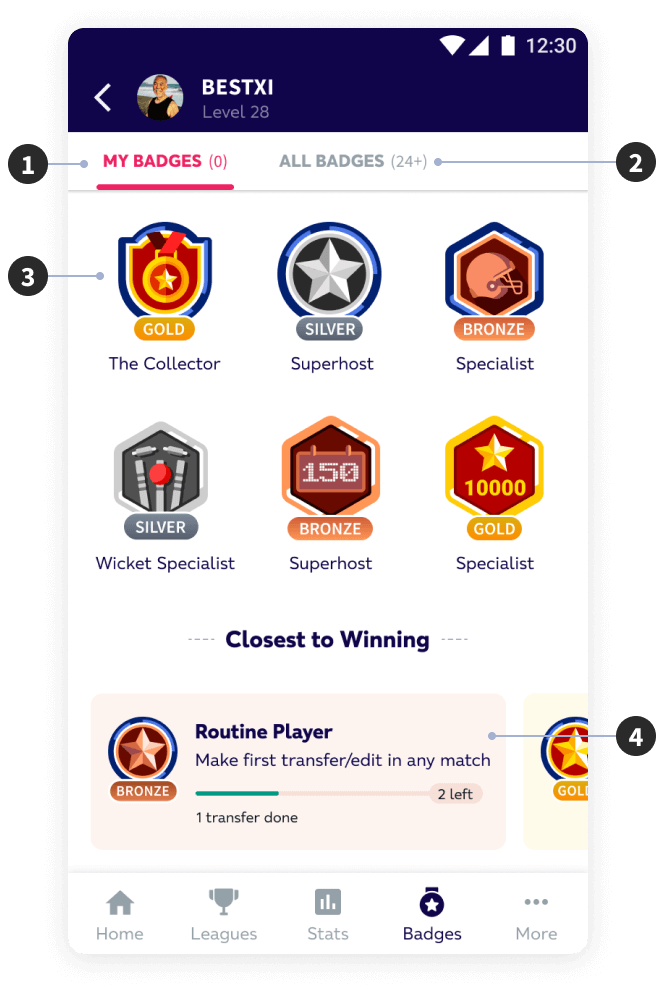 12:30
BESTXI
Level 28
1
MY BADGES (0)
ALL BADGES (24+)
2
3
GOLD
SILVER
BRONZE
The Collector
Superhost
Specialist
150
10000
SILVER
BRONZE
GOLD
Wicket Specialist
Superhost
Specialist
Closest to Winning
4
Routine Player
Make first transfer/edit in any match
BRONZE
2 left
GOL
1 transfer done
Home
Leagues
Stats
Badges
More